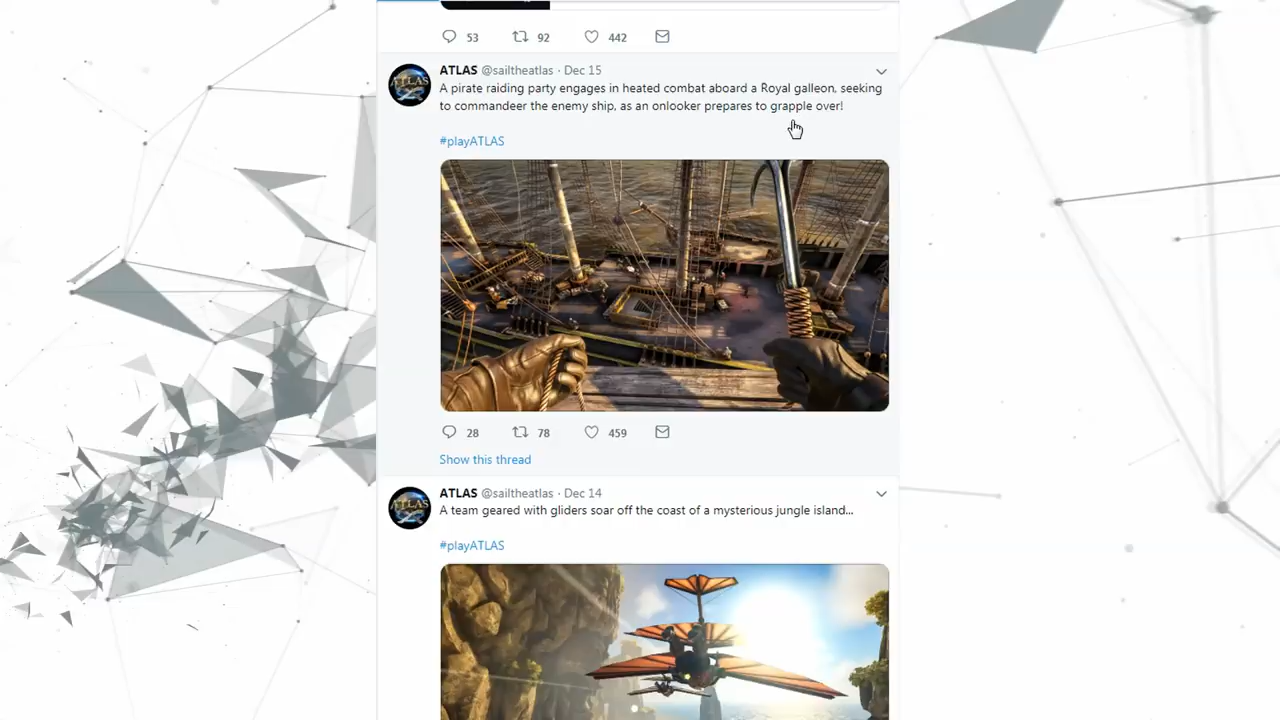 53 92 442
ATLAS @sailtheatlas · Dec 15
A pirate raiding party engages in heated combat aboard a Royal galleon, seeking
to commandeer the enemy ship, as an onlooker prepares to grapple over!
#playATLAS
28 78 459
Show this thread
ATLAS @sailtheatlas · Dec 14
A team geared with gliders soar off the coast of a mysterious jungle island...
#playATLAS